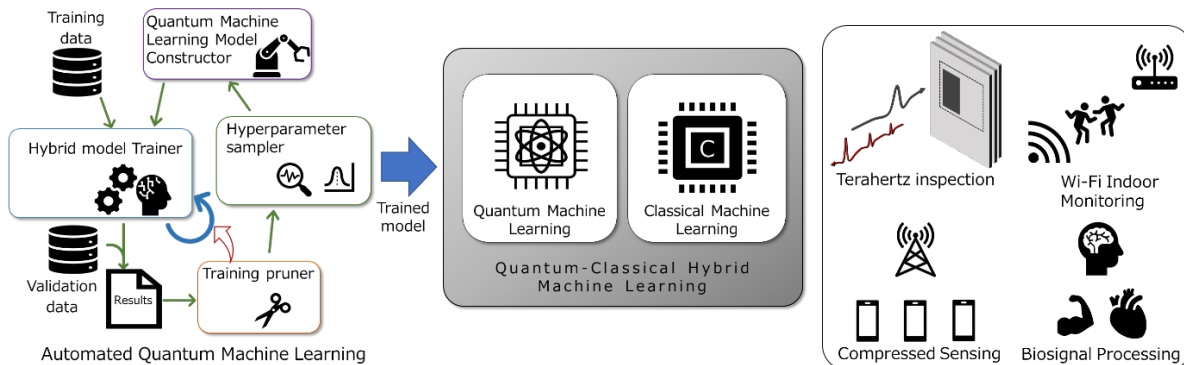 Training
data
Quantum Machine
Learning Model
Constructor
Hybrid model Trainer
Hyperparameter
sampler
Validation
data
Results
Training pruner
Automated Quantum Machine Learning
Trained
model
C
Quantum Machine
Learning
Classical Machine
Learning
Quantum-Classical Hybrid
Machine Learning
Terahertz inspection
Wi-Fi Indoor
Monitoring
Compressed Sensing
Biosignal Processing